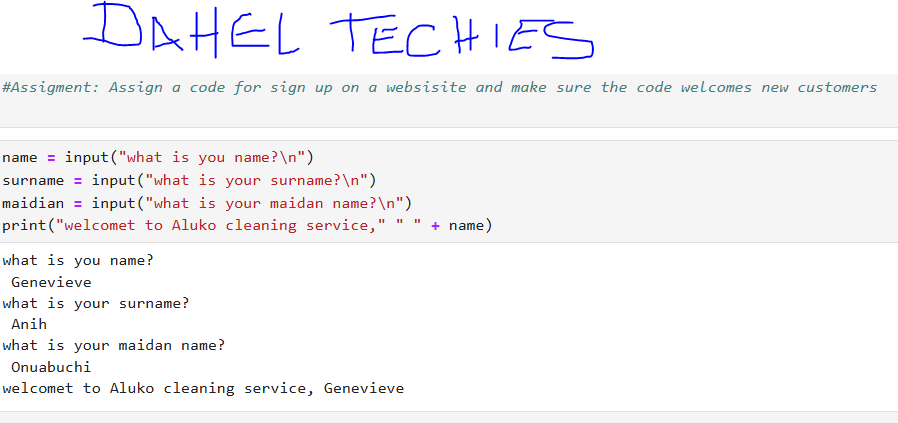 DAHEL TECHIES
#Assigment: Assign a code for sign up on a websisite and make sure the code welcomes new customers
name = input("what is you name?\n")
surname = input("what is your surname?\n")
maidian = input("what is your maidan name?\n")
print("welcomet to Aluko cleaning service," " " + name)
what is you name?
Genevieve
what is your surname?
Anih
what is your maidan name?
Onuabuchi
welcomet to Aluko cleaning service, Genevieve